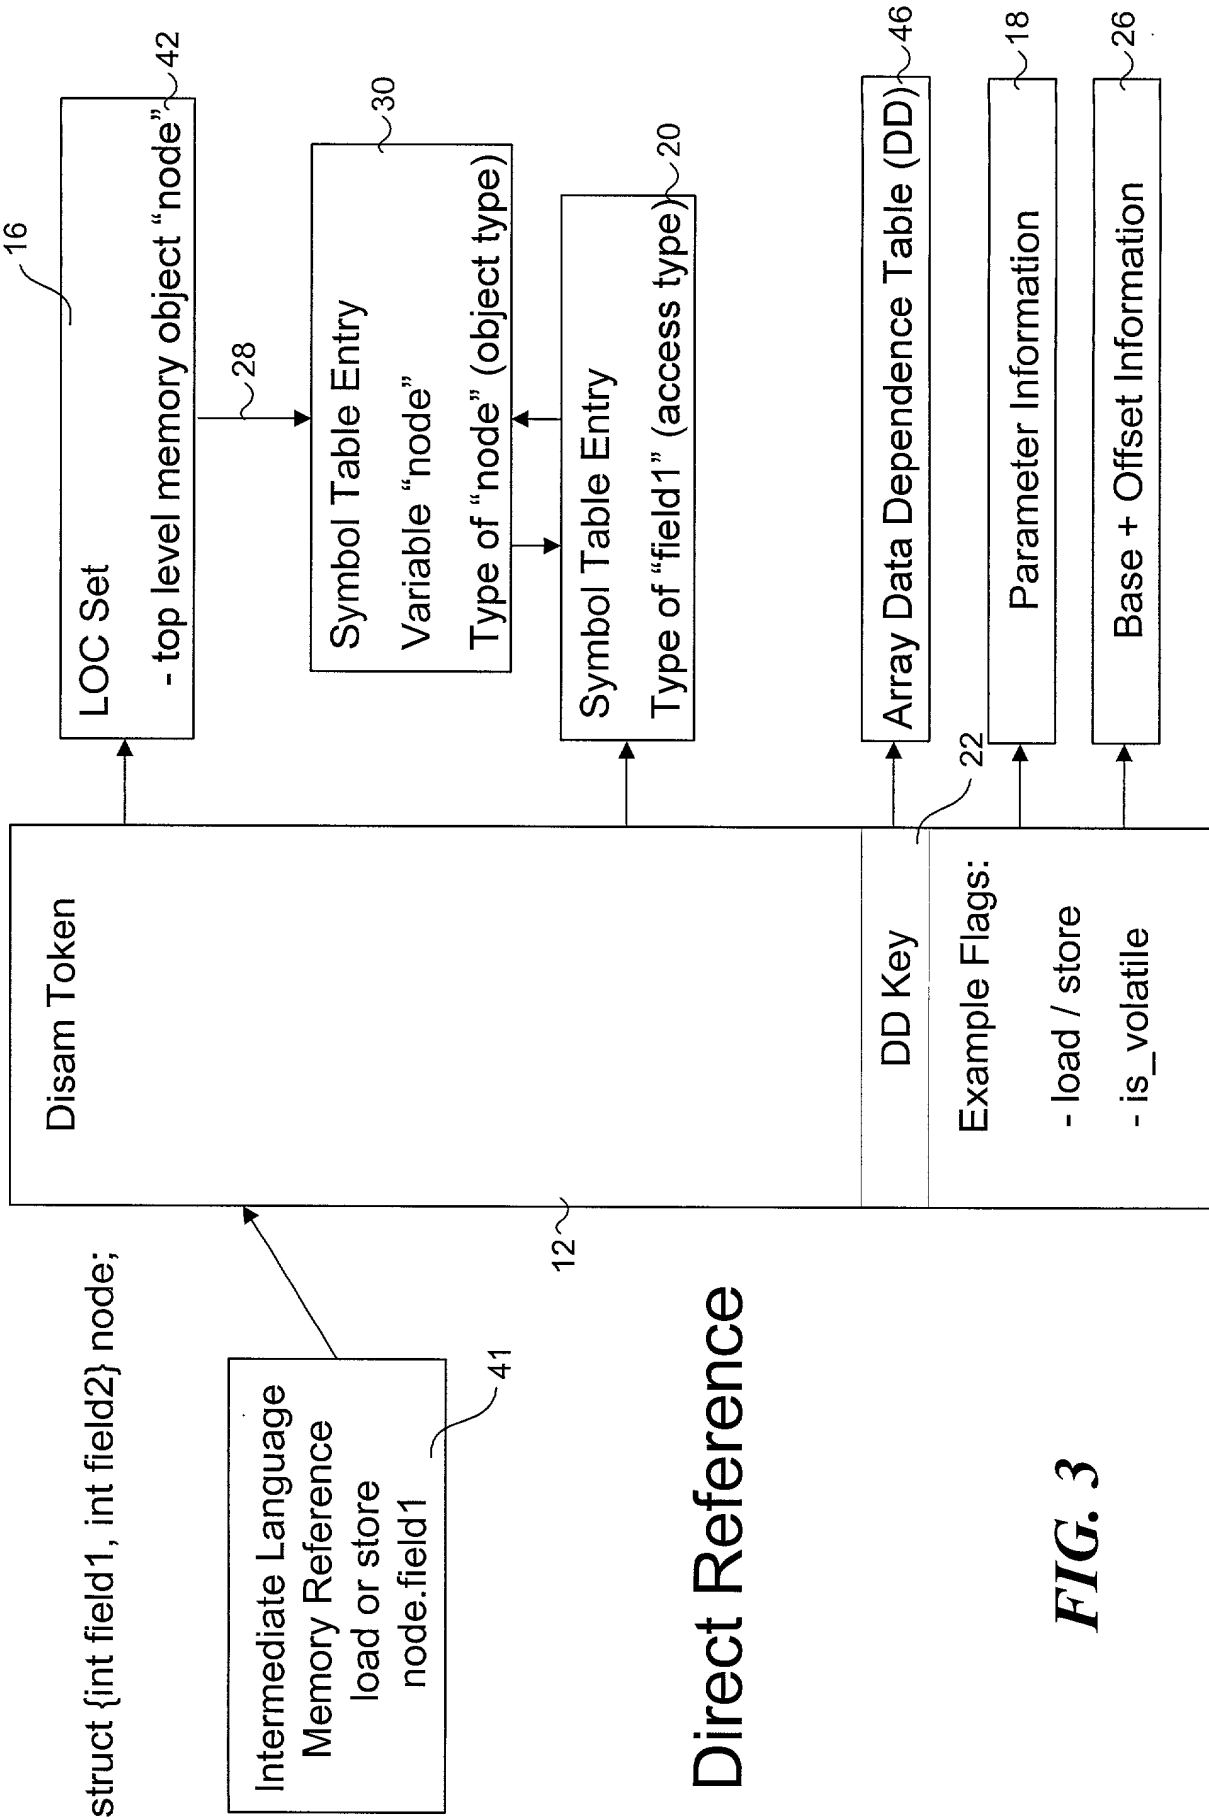 struct {int field1, int field2} node;
Intermediate Language
Memory Reference
load or store
node.field1
41
Direct Reference
FIG. 3
Disam Token
12
DD Key
22
Example Flags:
- load / store
- is_volatile
16
LOC Set
- top level memory object “node”
42
28
30
Symbol Table Entry
Variable “node”
Type of “node” (object type)
Symbol Table Entry
Type of “field1” (access type)
20
Array Data Dependence Table (DD)
46
Parameter Information
18
Base + Offset Information
26